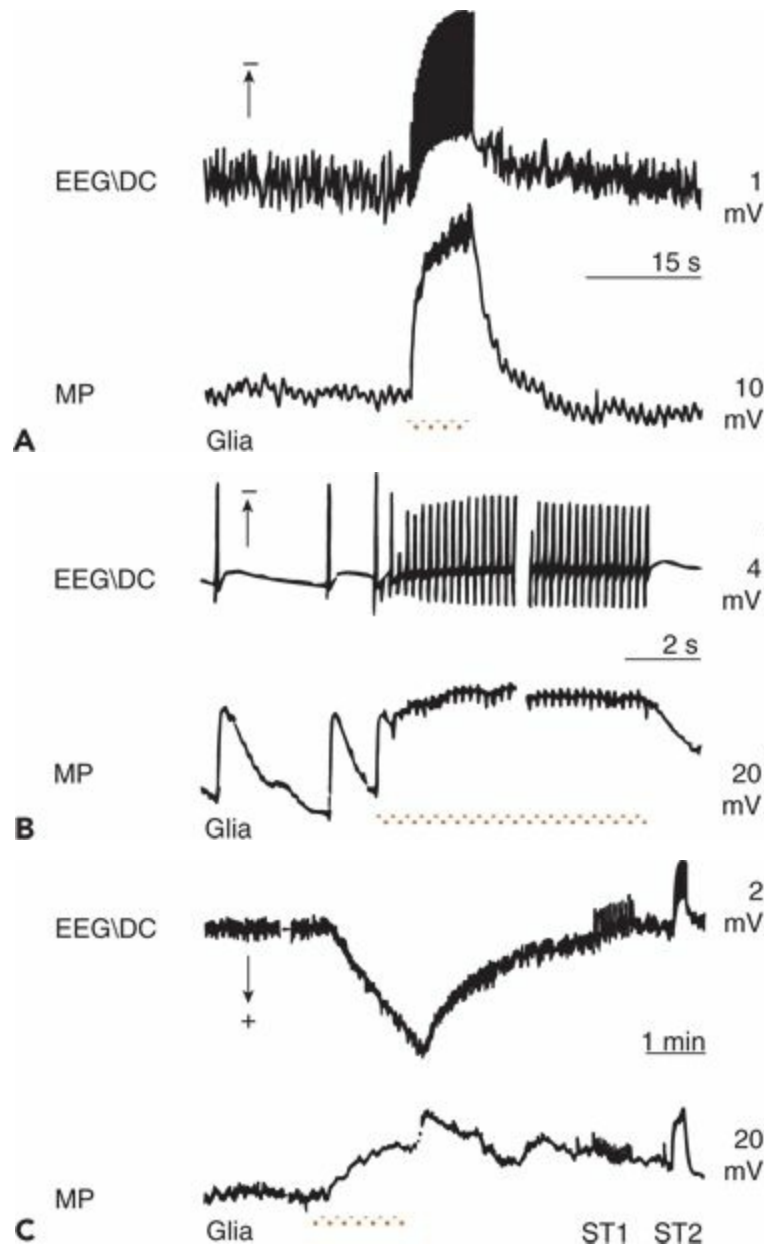 −
EEG\DC
1
mV
15 s
MP
10
mV
A
Glia
−
EEG\DC
4
mV
2 s
MP
20
mV
B
Glia
EEG\DC
2
mV
+
1 min
20
mV
MP
C
Glia
ST1
ST2